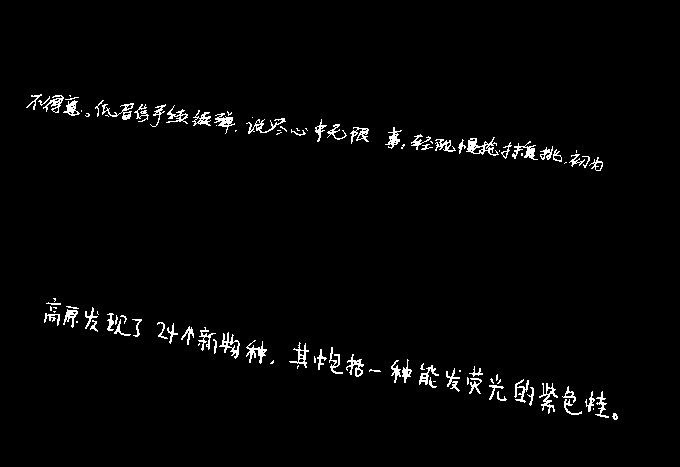 不得意。低眉信手续续弹,说尽心中无限 事,轻陇慢捻抹复挑,初为
高原发现了24个新物种,其中包括一种能发荧光的紫色蛙。